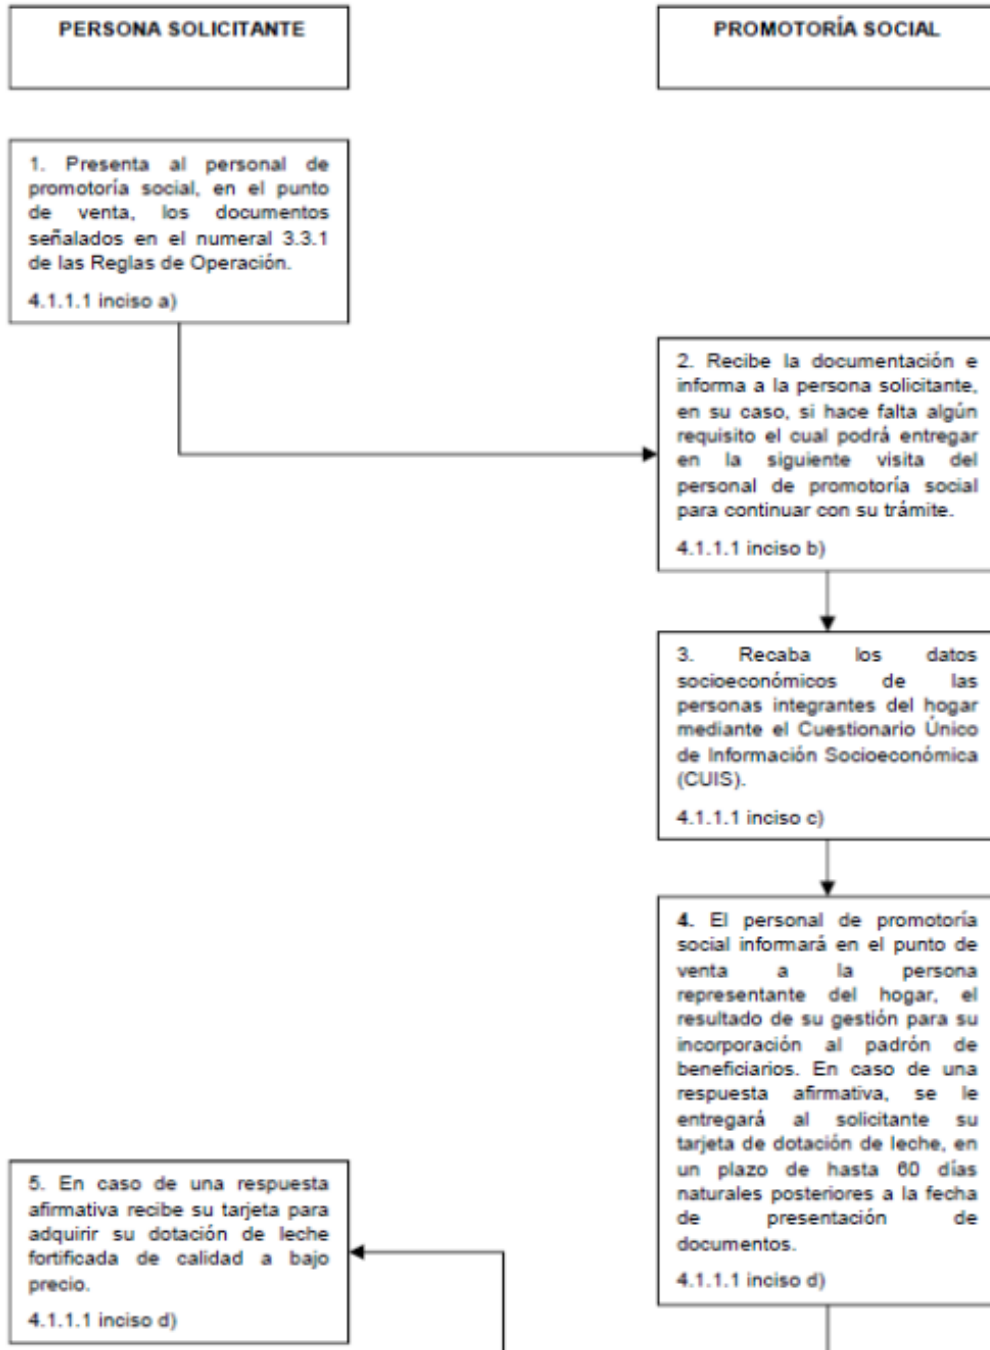 PERSONA SOLICITANTE
PROMOTORÍA SOCIAL
1. Presenta al personal de
promotoría social, en el punto
de venta, los documentos
señalados en el numeral 3.3.1
de las Reglas de Operación.
4.1.1.1 inciso a)
2. Recibe la documentación e
informa a la persona solicitante,
en su caso, si hace falta algún
requisito el cual podrá entregar
en la siguiente visita del
personal de promotoría social
para continuar con su trámite.
4.1.1.1 inciso b)
3. Recaba los datos
socioeconómicos de las
personas integrantes del hogar
mediante el Cuestionario Único
de Información Socioeconómica
(CUIS).
4.1.1.1 inciso c)
4. El personal de promotoría
social informará en el punto de
venta a la persona
representante del hogar, el
resultado de su gestión para su
incorporación al padrón de
beneficiarios. En caso de una
respuesta afirmativa, se le
entregará al solicitante su
tarjeta de dotación de leche, en
un plazo de hasta 60 días
naturales posteriores a la fecha
de presentación de
documentos.
4.1.1.1 inciso d)
5. En caso de una respuesta
afirmativa recibe su tarjeta para
adquirir su dotación de leche
fortificada de calidad a bajo
precio.
4.1.1.1 inciso d)